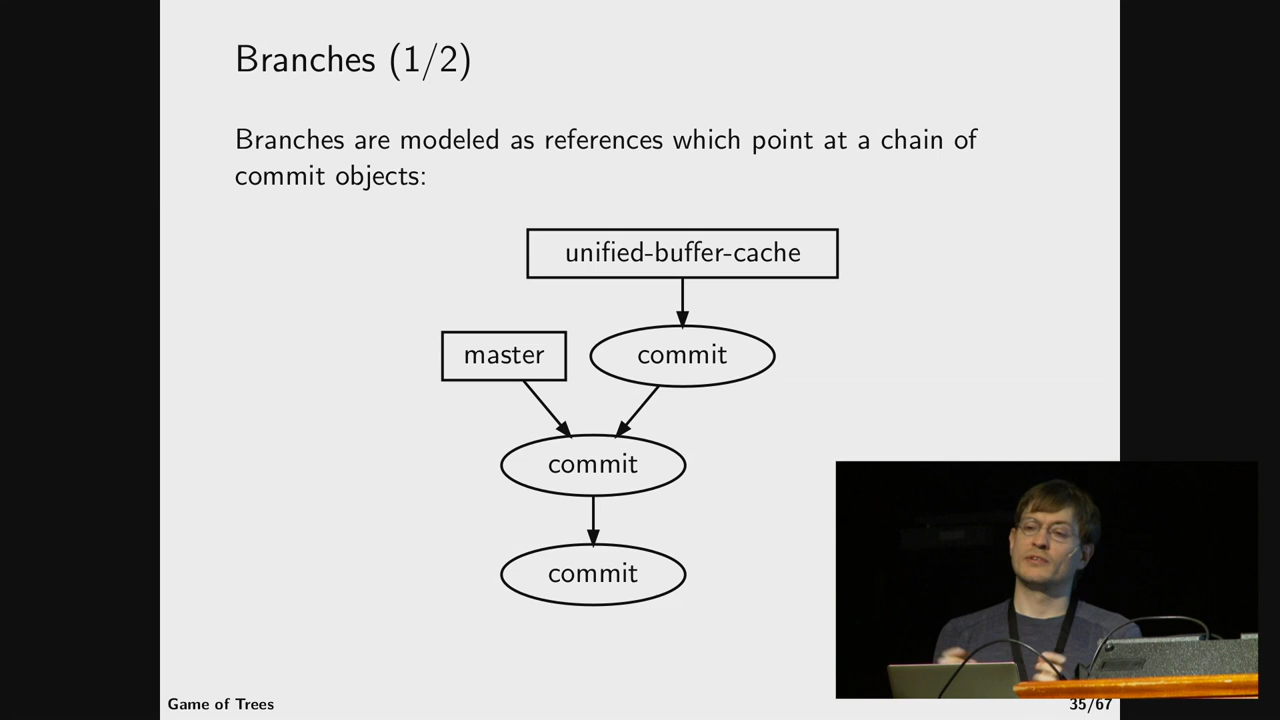 Branches (1/2)
Branches are modeled as references which point at a chain of
commit objects:
unified-buffer-cache
master
commit
commit
commit
Game of Trees
35/67